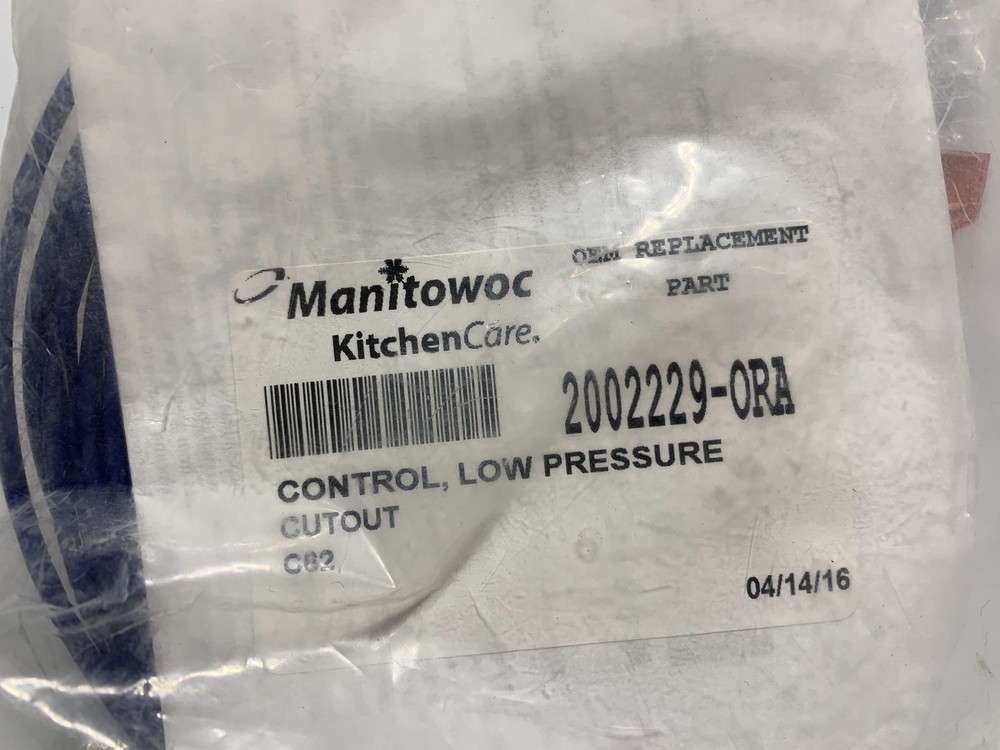 Manitowoc
KitchenCare®
OEM REPLACEMENT
PART
2002229-ORA
CONTROL, LOW PRESSURE
CUTOUT
C62
04/14/16